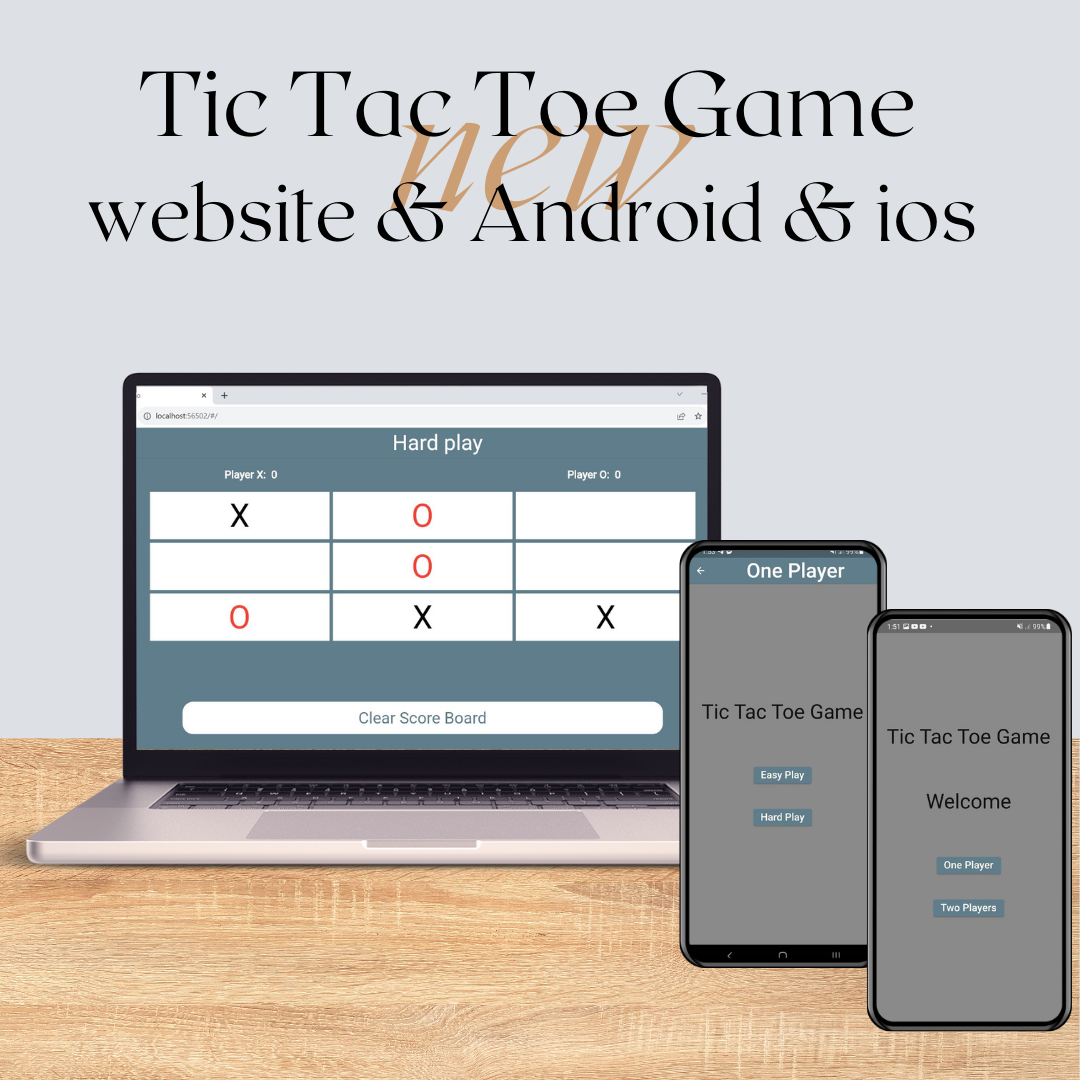 Tic Tac Toe Game
new
website & Android & ios
localhost:56502/#/
Hard play
Player X: 0
Player O: 0
X O
O
O X X
Clear Score Board
One Player
Tic Tac Toe Game
Easy Play
Hard Play
1:51
99%
Tic Tac Toe Game
Welcome
One Player
Two Players